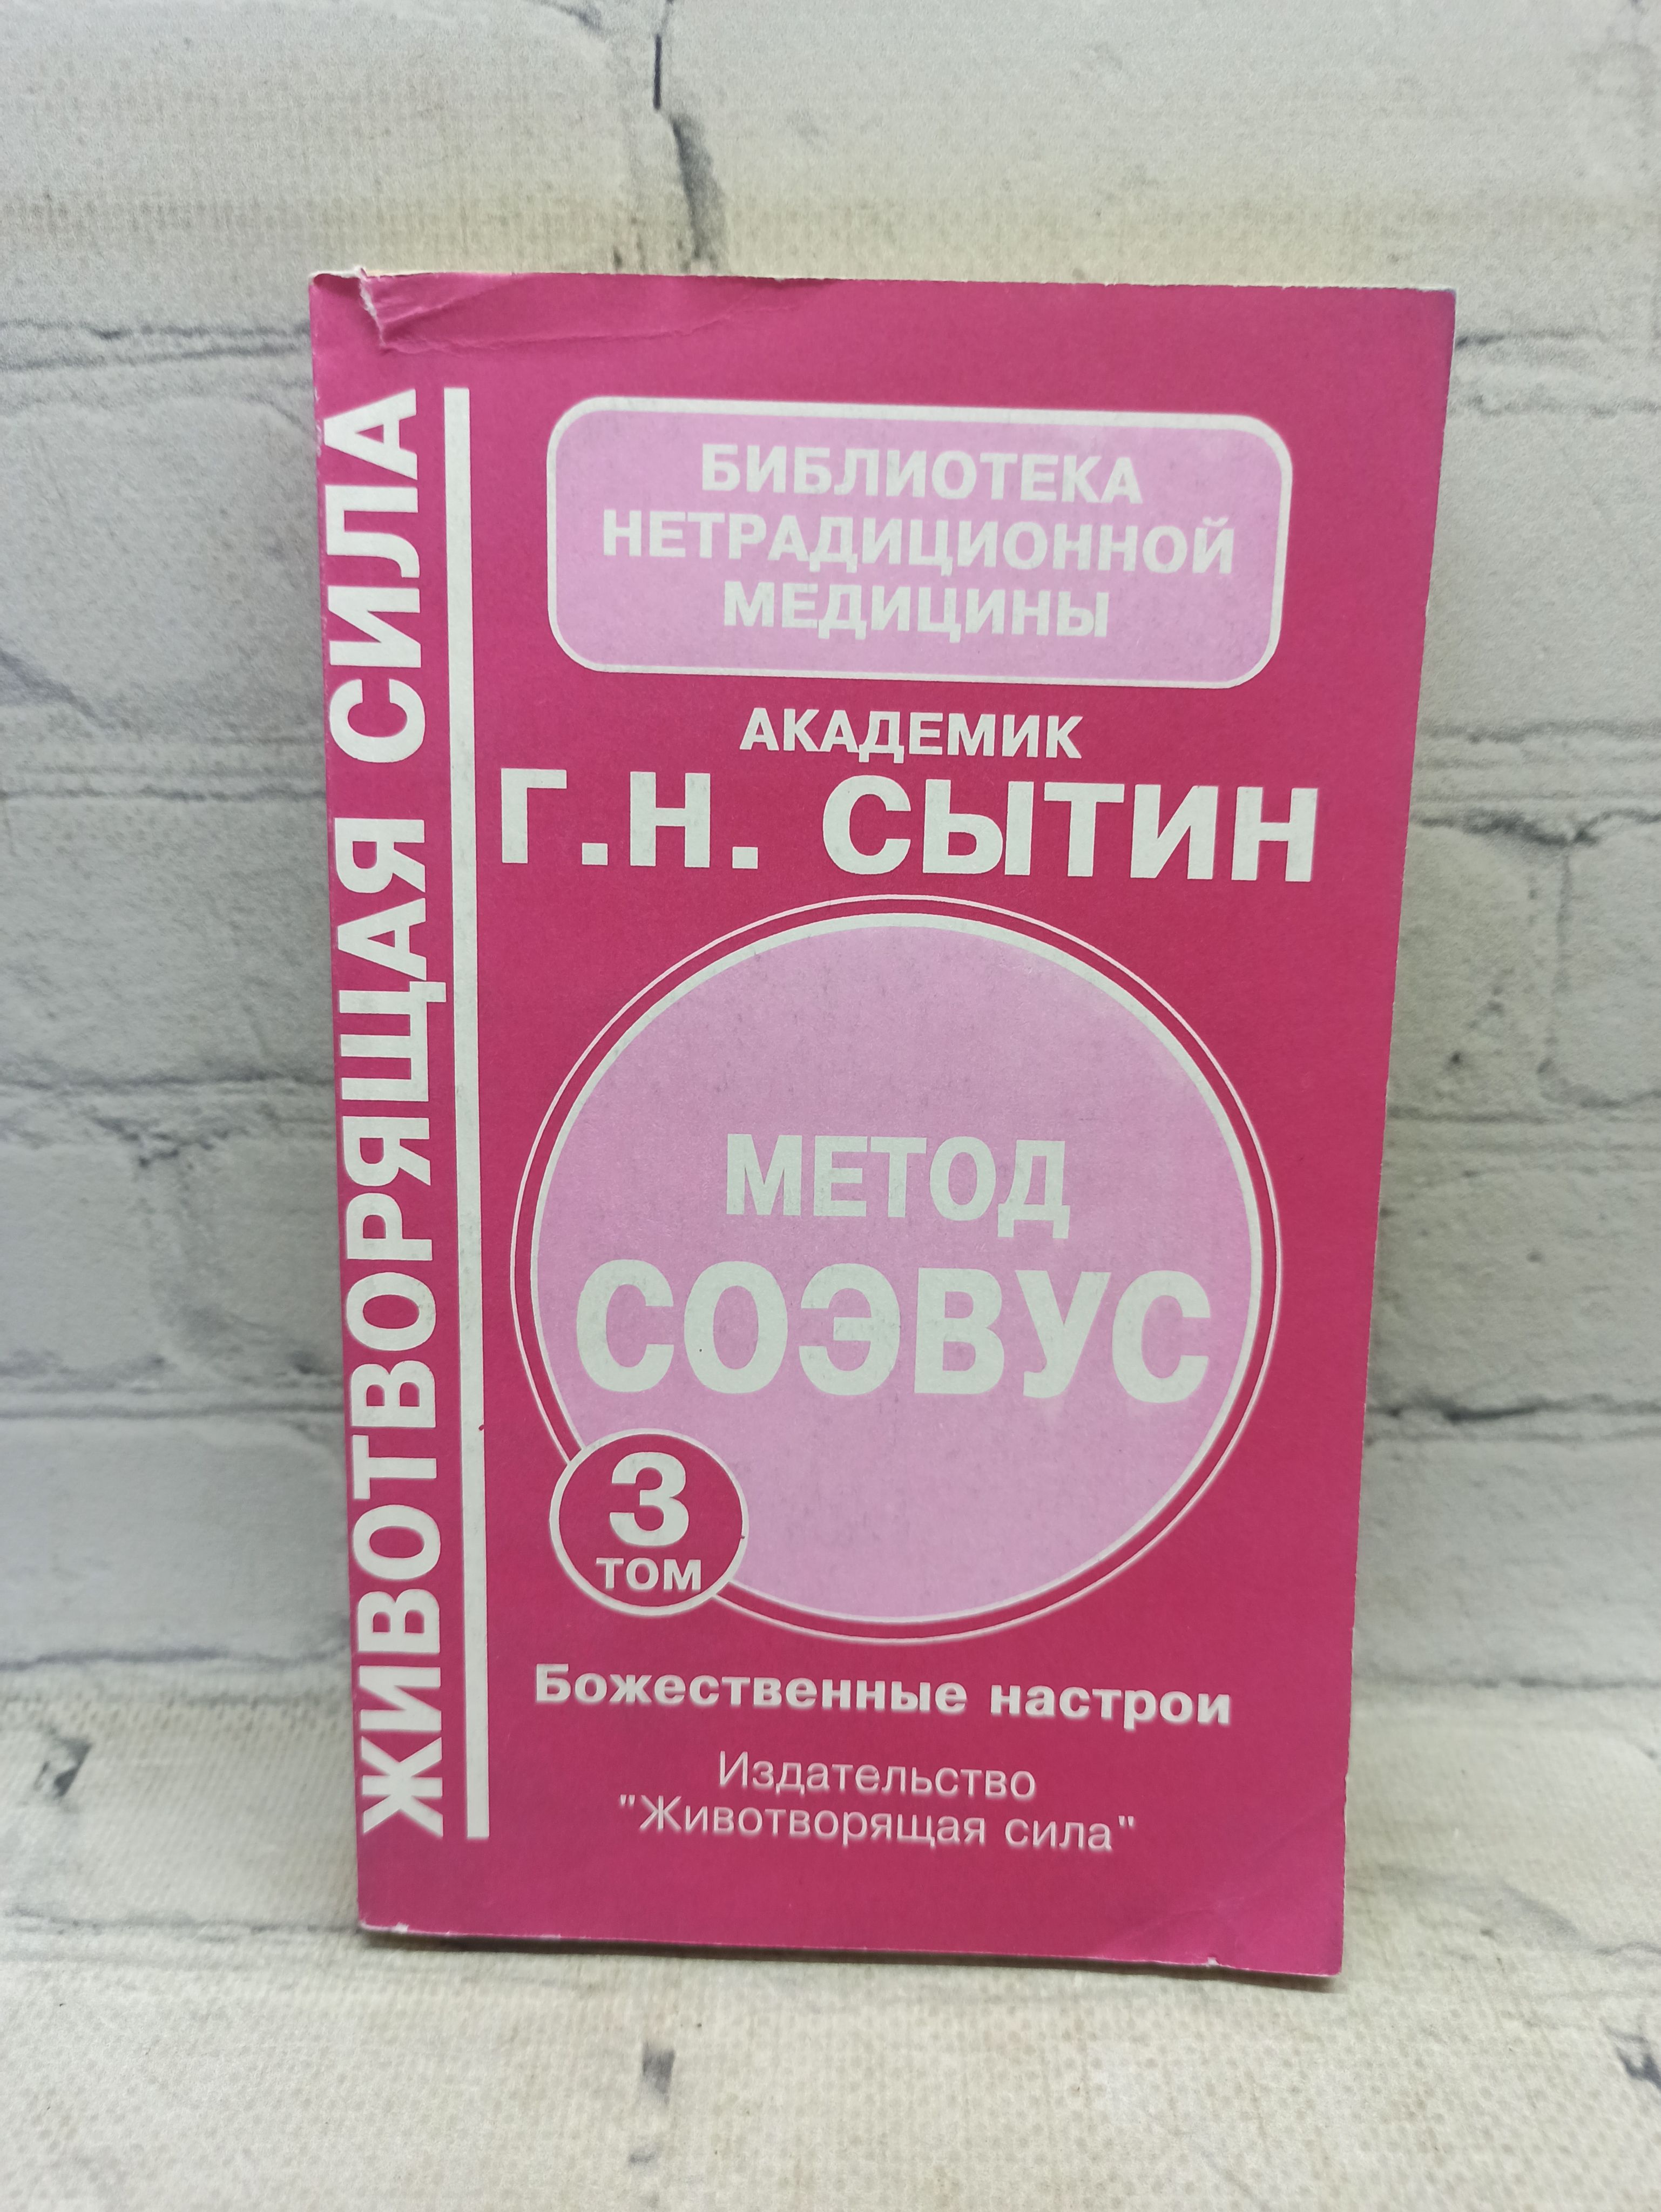 ЖИВОТВОРЯЩАЯ СИЛА
БИБЛИОТЕКА
НЕТРАДИЦИОННОЙ
МЕДИЦИНЫ
АКАДЕМИК
Г.Н. СЫТИН
МЕТОД
СОЭВУС
3
ТОМ
Божественные настрои
Издательство
"Животворящая сила"